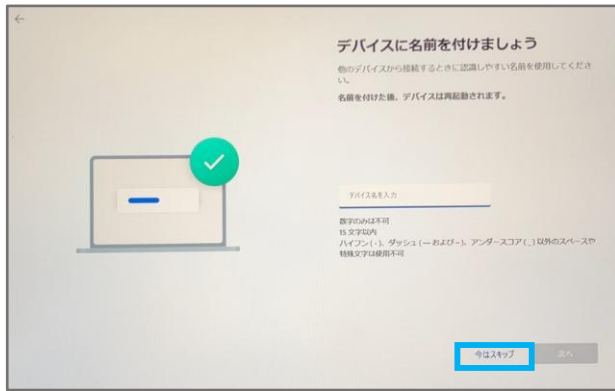 デバイスに名前を付けましょう
他のデバイスから接続するときに認識しやすい名前を使用してくださ
い。
名前を付けた後、デバイスは再起動されます。
デバイス名を入力
数字のみは不可
15 文字以内
ハイフン (-)、ダッシュ (— および –)、アンダースコア (_) 以外のスペースや
特殊文字は使用不可
今はスキップ
次へ